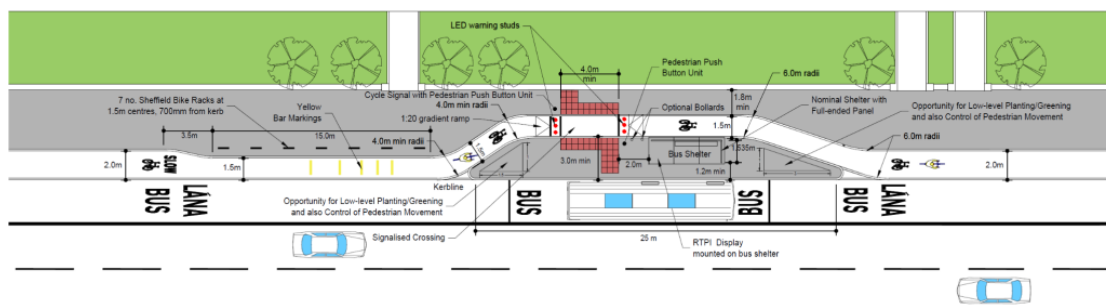 LED warning studs
4.0m
min
Pedestrian Push
Button Unit
6.0m radii
7 no. Sheffield Bike Racks at
1.5m centres, 700mm from kerb
Yellow
Bar Markings
Cycle Signal with Pedestrian Push Button Unit
4.0m min radii
1:20 gradient ramp
Optional Bollards
1.8m
min
Nominal Shelter with
Full-ended Panel
Opportunity for Low-level Planting/Greening
and also Control of Pedestrian Movement
3.5m
15.0m
4.0m min radii
1.5m
6.0m radii
2.0m
SLOW
1.5m
1.5m
3.0m min
2.0m
Bus Shelter
1.635m
1.2m min
2.0m
Kerbline
BUS
LÁNA
Opportunity for Low-level Planting/Greening
and also Control of Pedestrian Movement
BUS
BUS
BUS
LÁNA
Signalised Crossing
25 m
RTPI Display
mounted on bus shelter